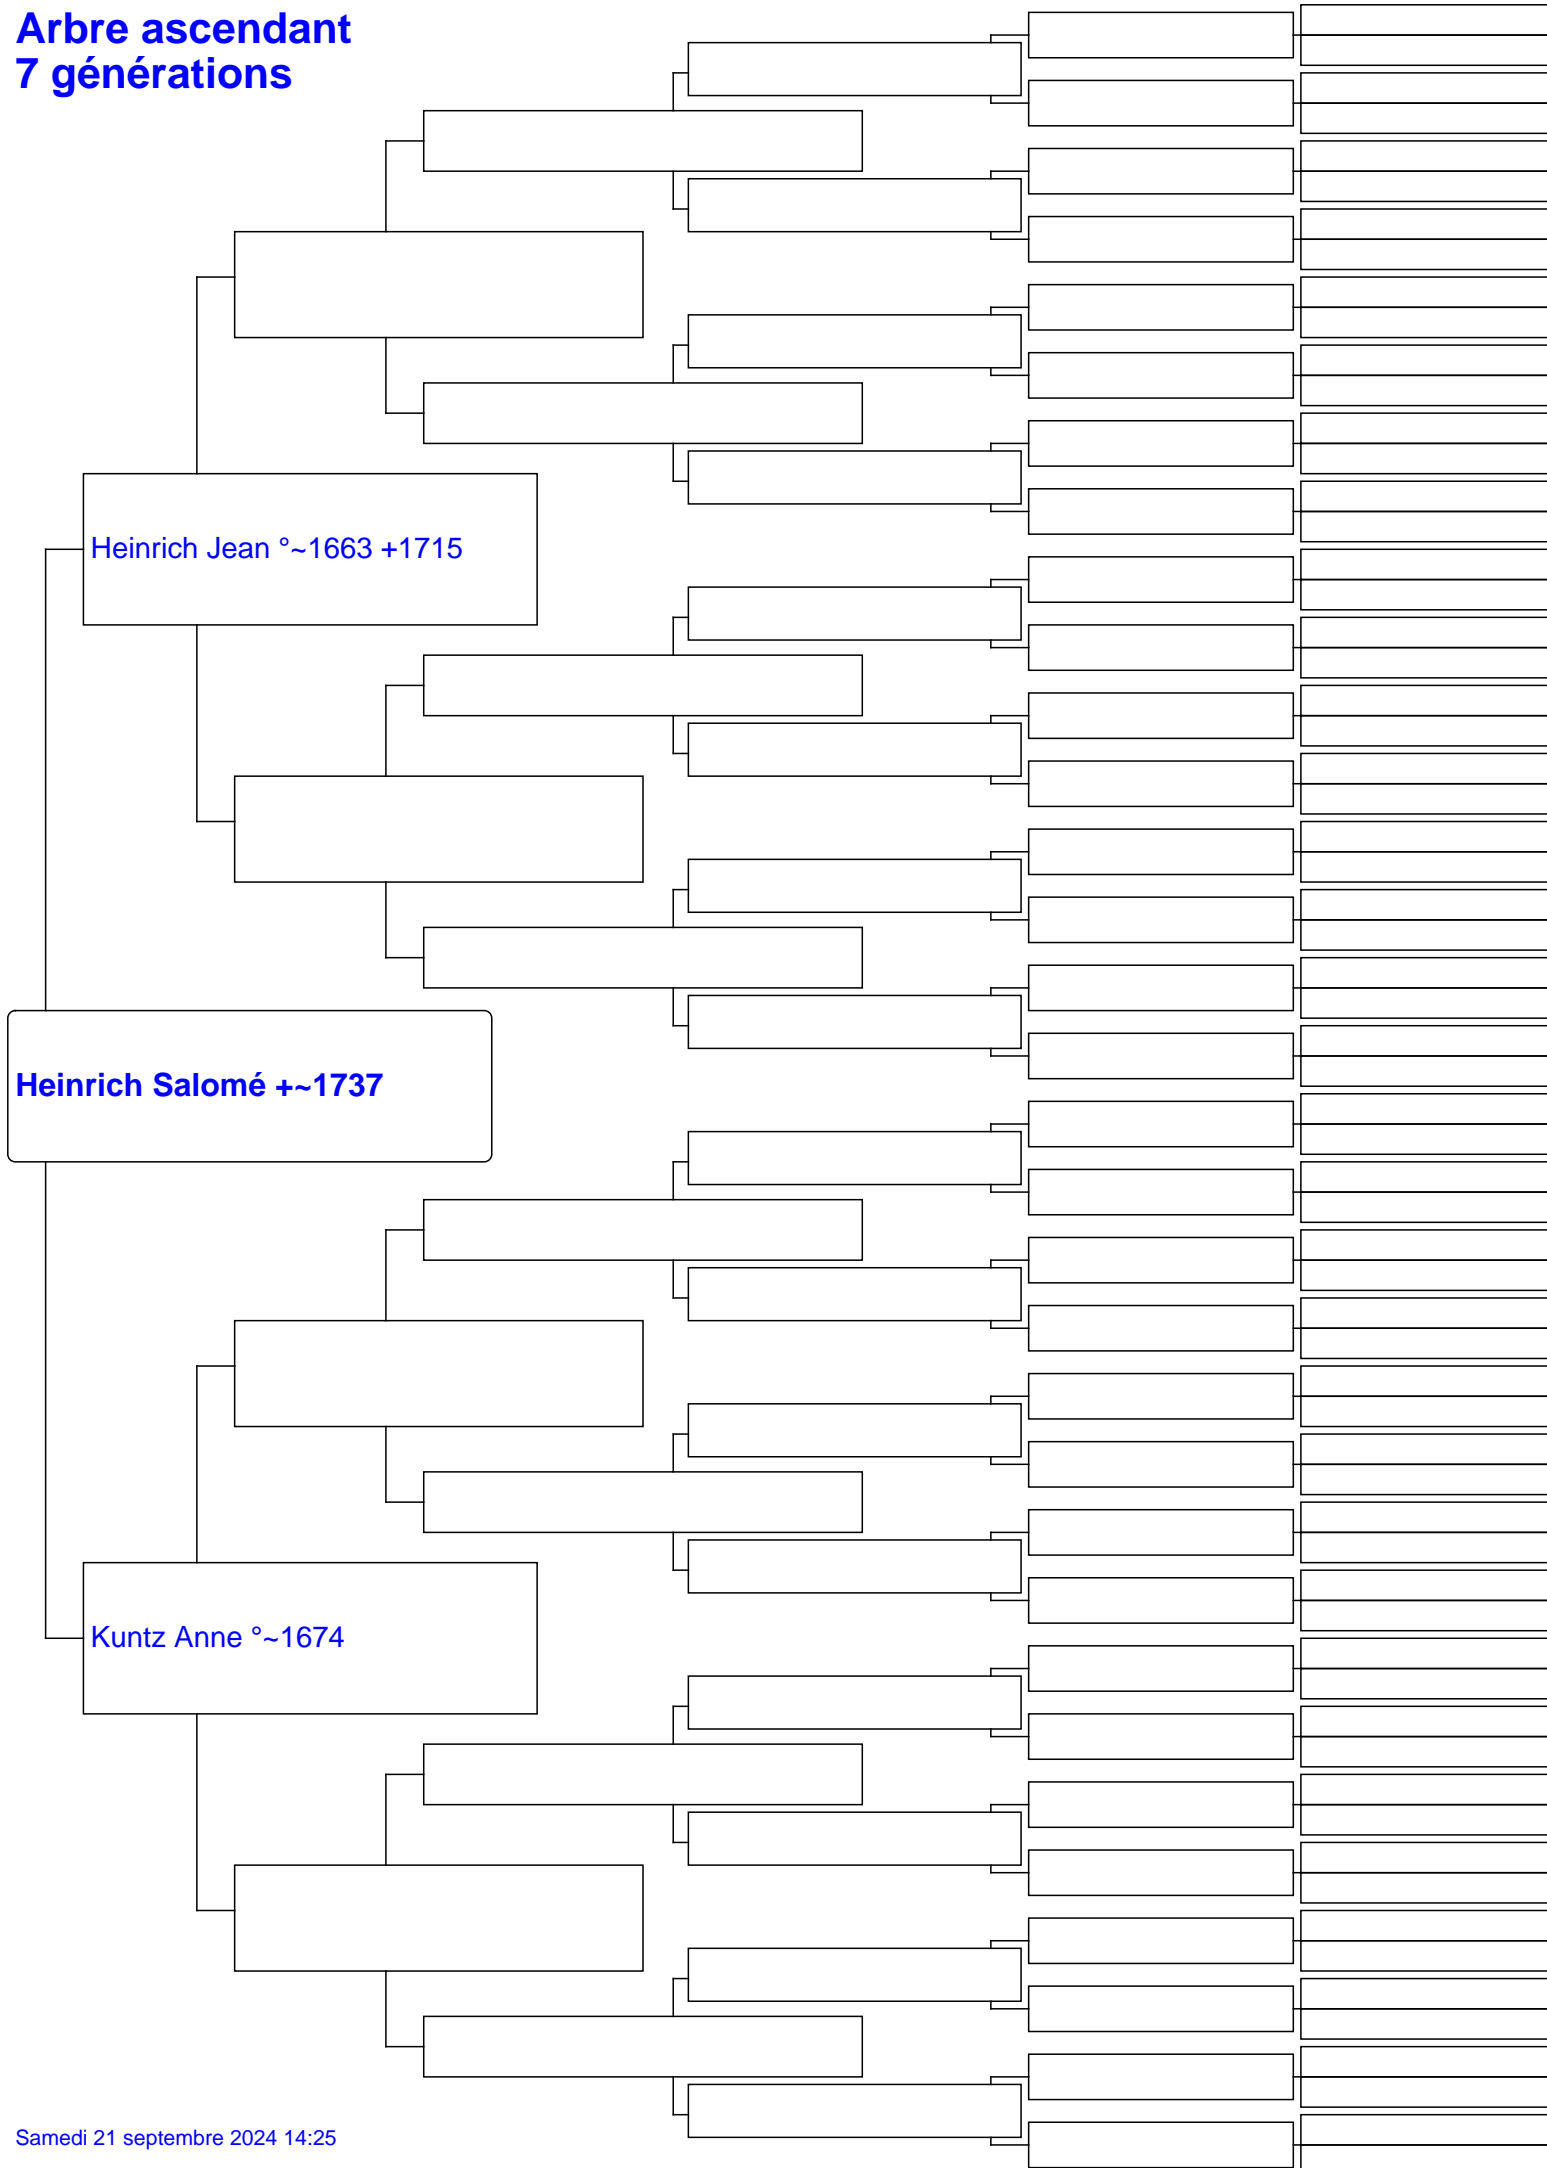 Arbre ascendant
7 générations
Heinrich Jean °~1663 +1715
Heinrich Salomé +~1737
Kuntz Anne °~1674
Samedi 21 septembre 2024 14:25